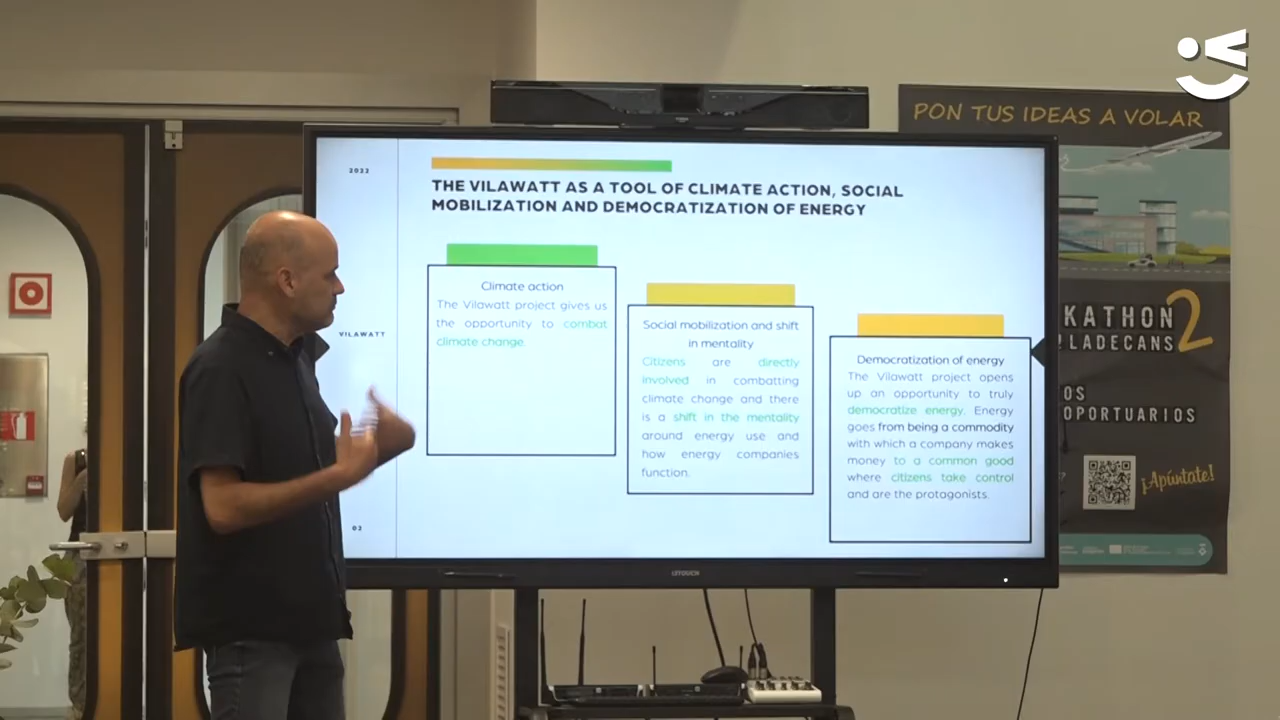 PON TUS IDEAS A VOLAR
2022
THE VILAWATT AS A TOOL OF CLIMATE ACTION, SOCIAL
MOBILIZATION AND DEMOCRATIZATION OF ENERGY
VILAWATT
02
Climate action
The Vilawatt project gives us
the opportunity to combat
climate change.
Social mobilization and shift
in mentality
Citizens are directly
involved in combatting
climate change and there
is a shift in the mentality
around energy use and
how energy companies
function.
Democratization of energy
The Vilawatt project opens
up an opportunity to truly
democratize energy. Energy
goes from being a commodity
with which a company makes
money to a common good
where citizens take control
and are the protagonists.
KATHON 2
LADECANS
OS
OPORTUARIOS
¡Apúntate!